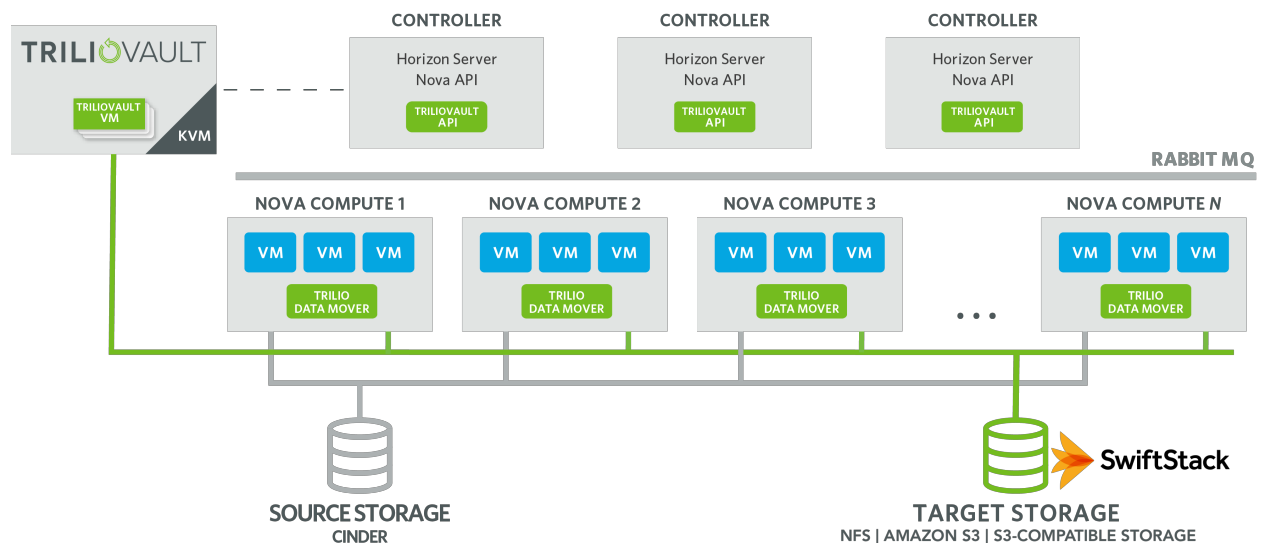 TRILIOVAULT
TRILIOVAULT
VM
KVM
CONTROLLER
Horizon Server
Nova API
TRILIOVAULT
API
CONTROLLER
Horizon Server
Nova API
TRILIOVAULT
API
CONTROLLER
Horizon Server
Nova API
TRILIOVAULT
API
RABBIT MQ
NOVA COMPUTE 1
VM VM VM
TRILIO
DATA MOVER
NOVA COMPUTE 2
VM VM VM
TRILIO
DATA MOVER
NOVA COMPUTE 3
VM VM VM
TRILIO
DATA MOVER
...
NOVA COMPUTE N
VM VM VM
TRILIO
DATA MOVER
SOURCE STORAGE
CINDER
SwiftStack
TARGET STORAGE
NFS | AMAZON S3 | S3-COMPATIBLE STORAGE